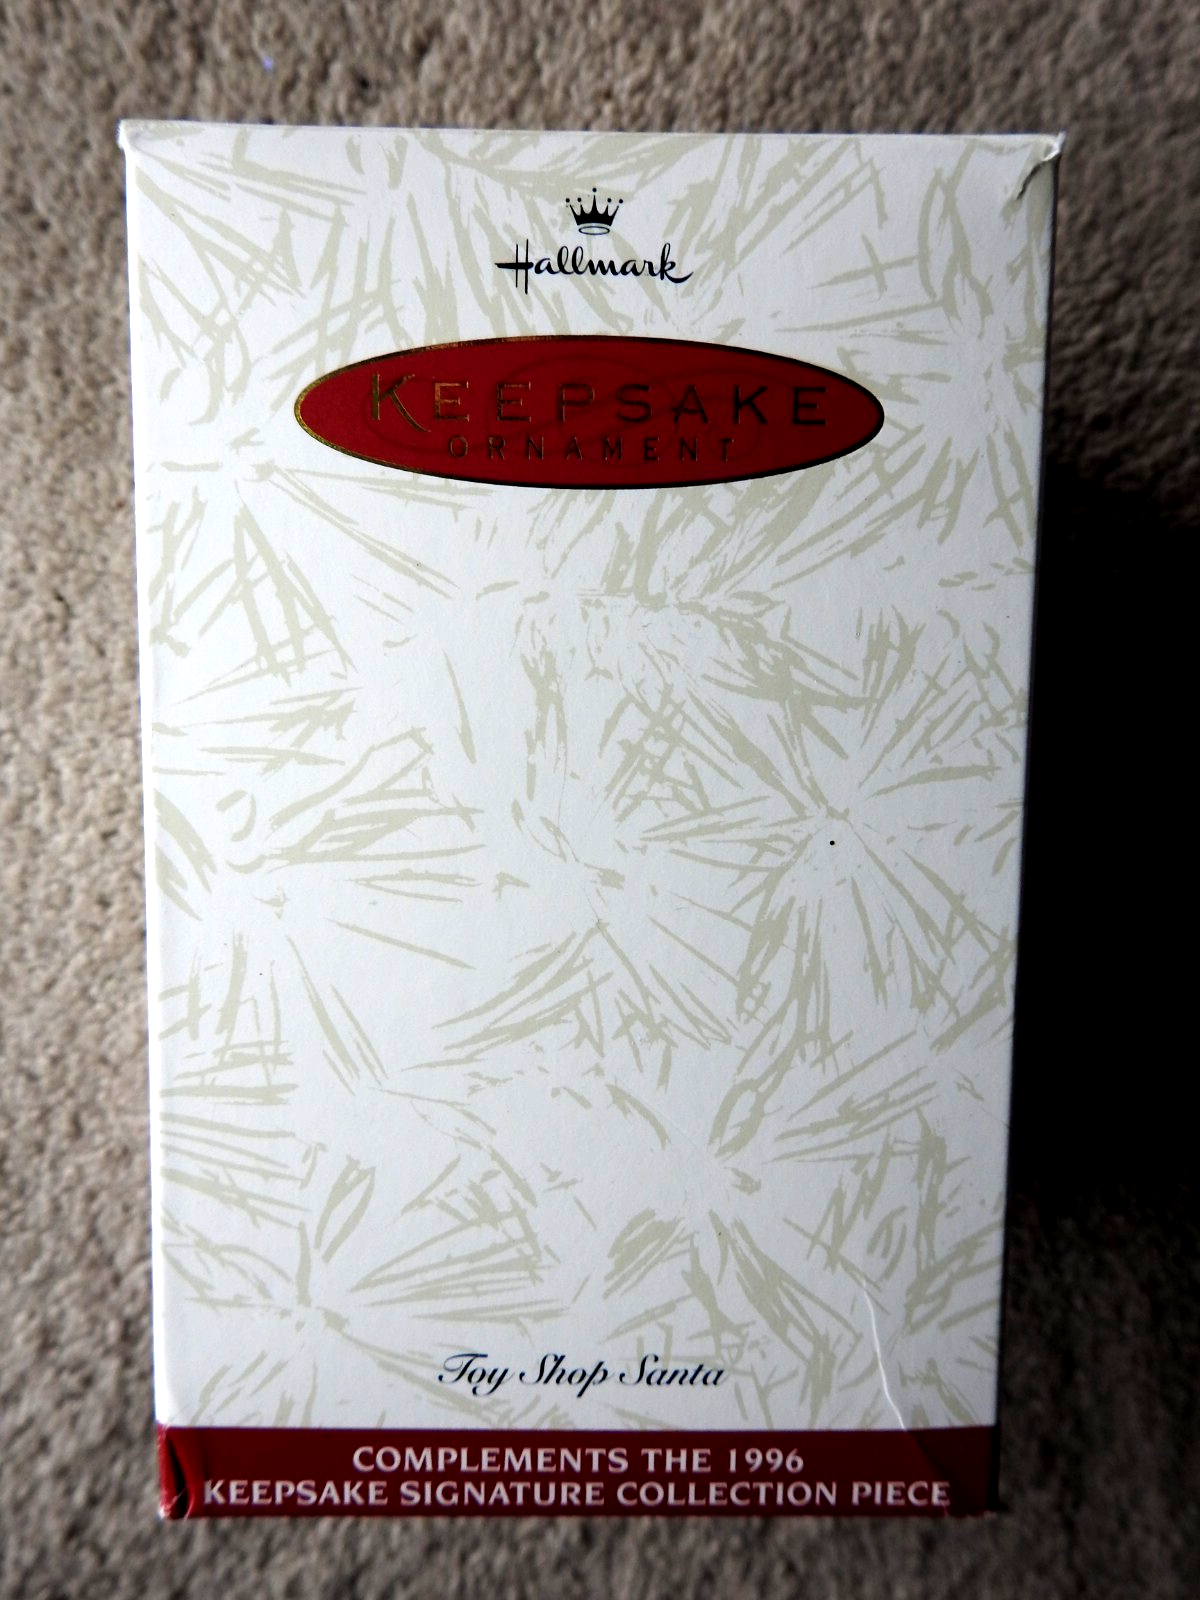 Hallmark
KEEPSAKE
ORNAMENT
Toy Shop Santa
COMPLEMENTS THE 1996
KEEPSAKE SIGNATURE COLLECTION PIECE